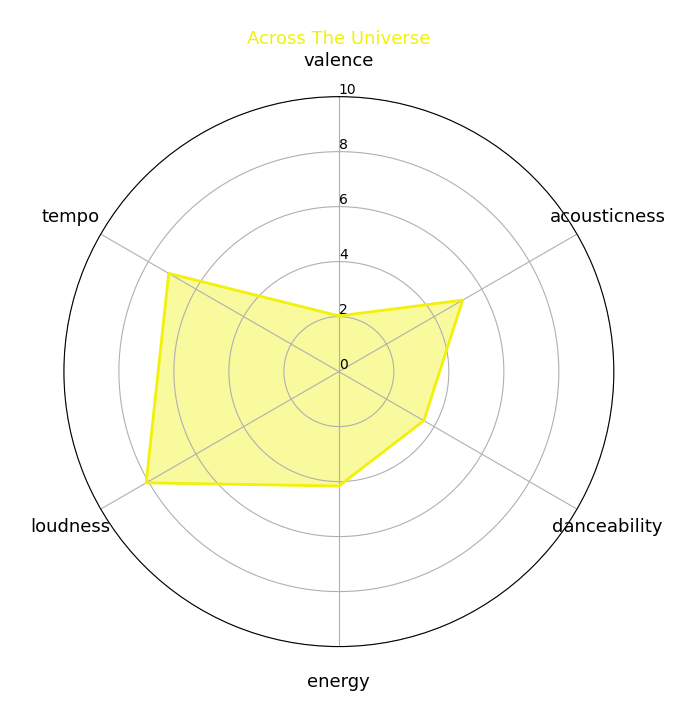 Across The Universe
valence
10
8
6
4
2
0
tempo
acousticness
loudness
danceability
energy